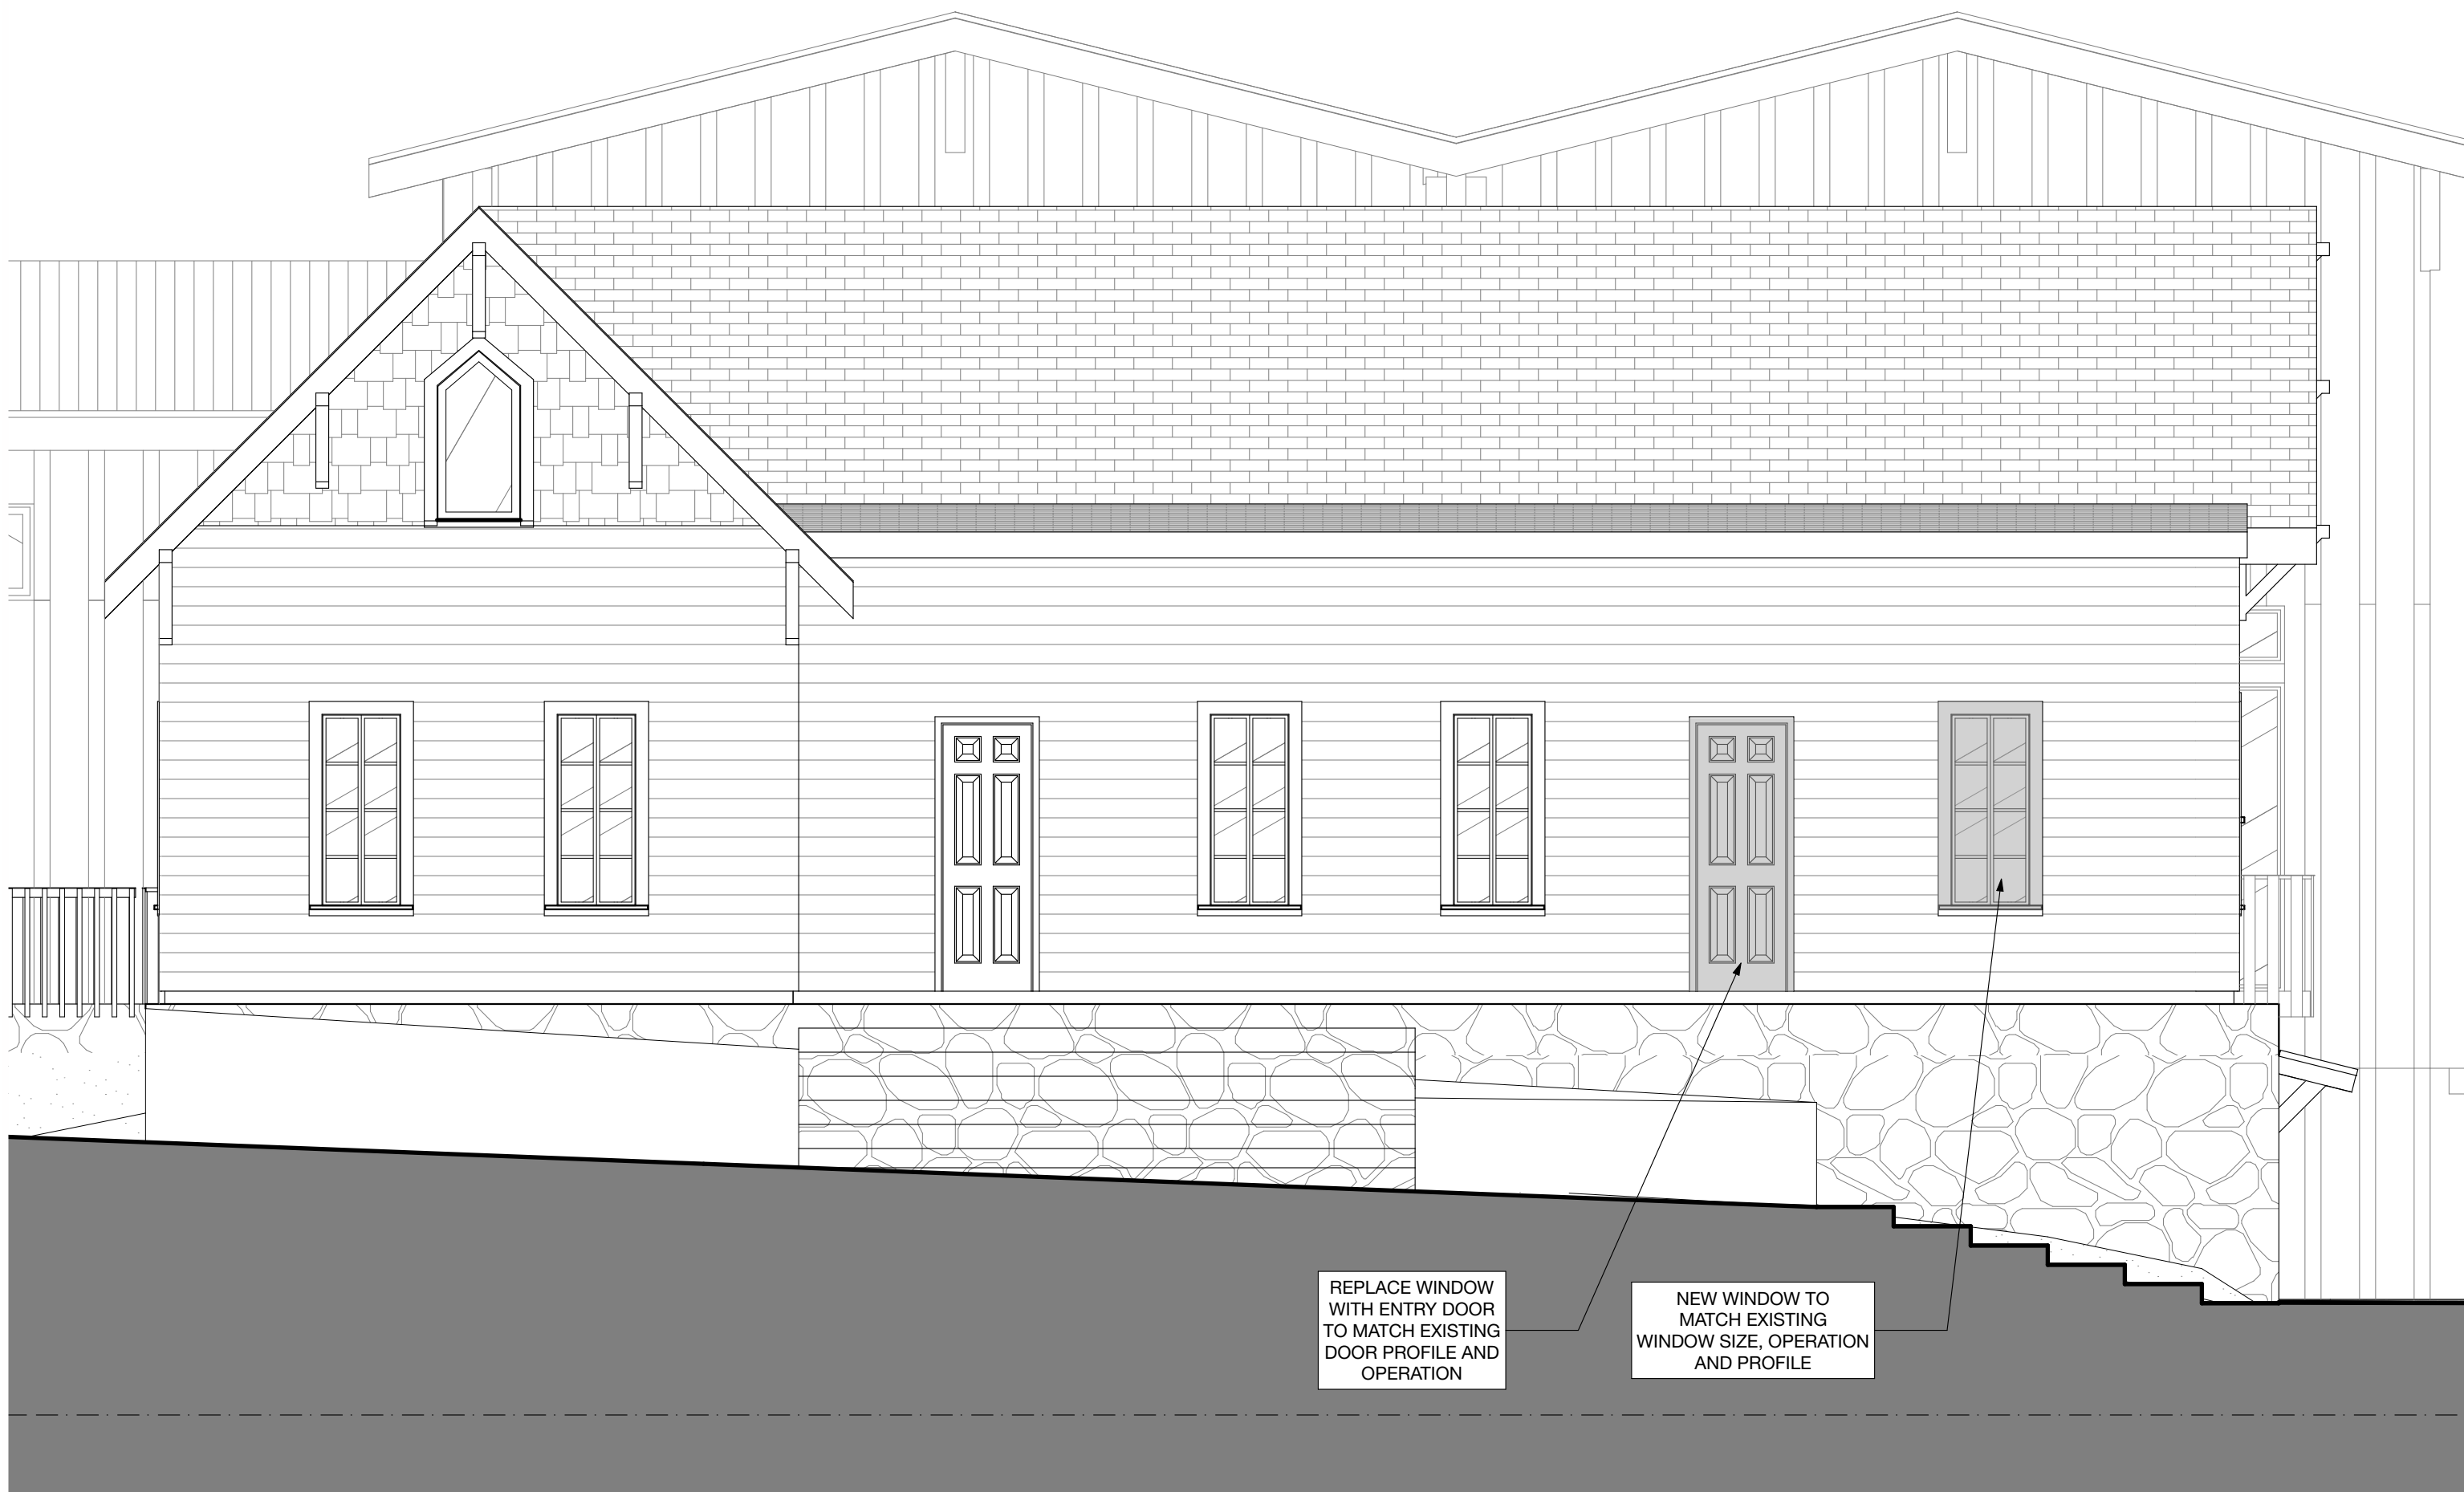 REPLACE WINDOW
WITH ENTRY DOOR
TO MATCH EXISTING
DOOR PROFILE AND
OPERATION
NEW WINDOW TO
MATCH EXISTING
WINDOW SIZE, OPERATION
AND PROFILE